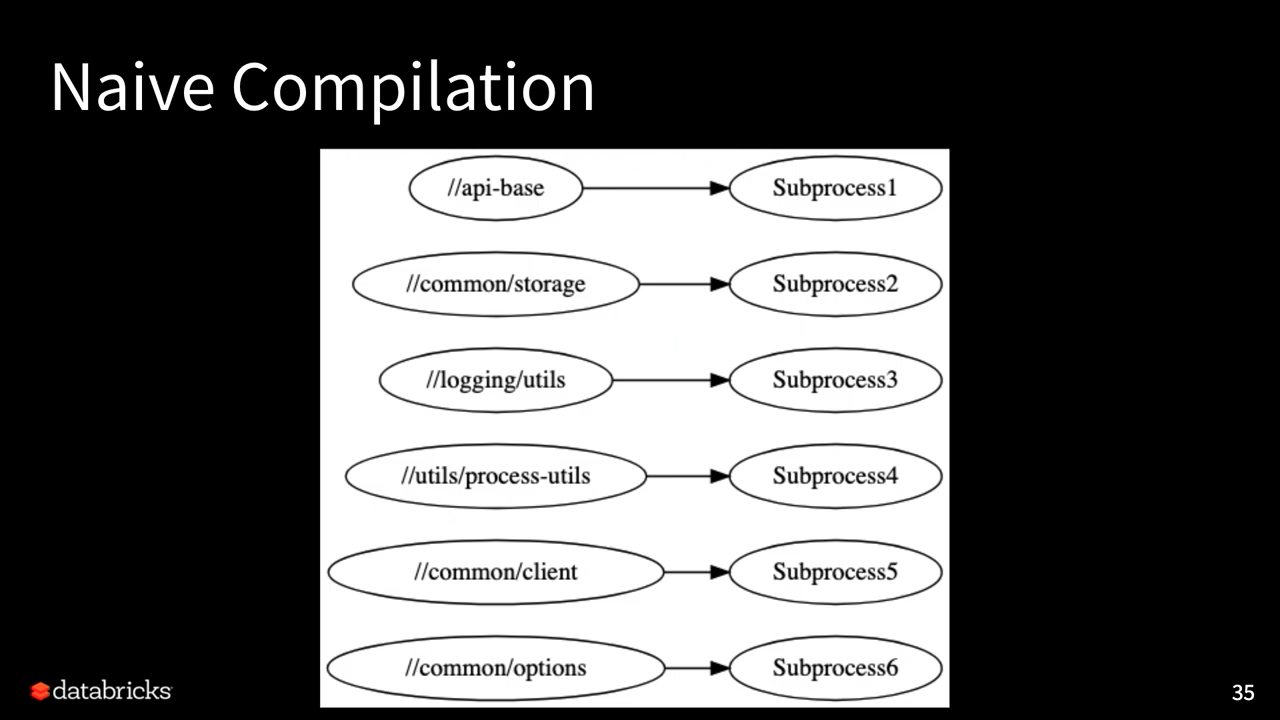 Naive Compilation
//api-base
Subprocess1
//common/storage
Subprocess2
//logging/utils
Subprocess3
//utils/process-utils
Subprocess4
//common/client
Subprocess5
//common/options
Subprocess6
databricks
35